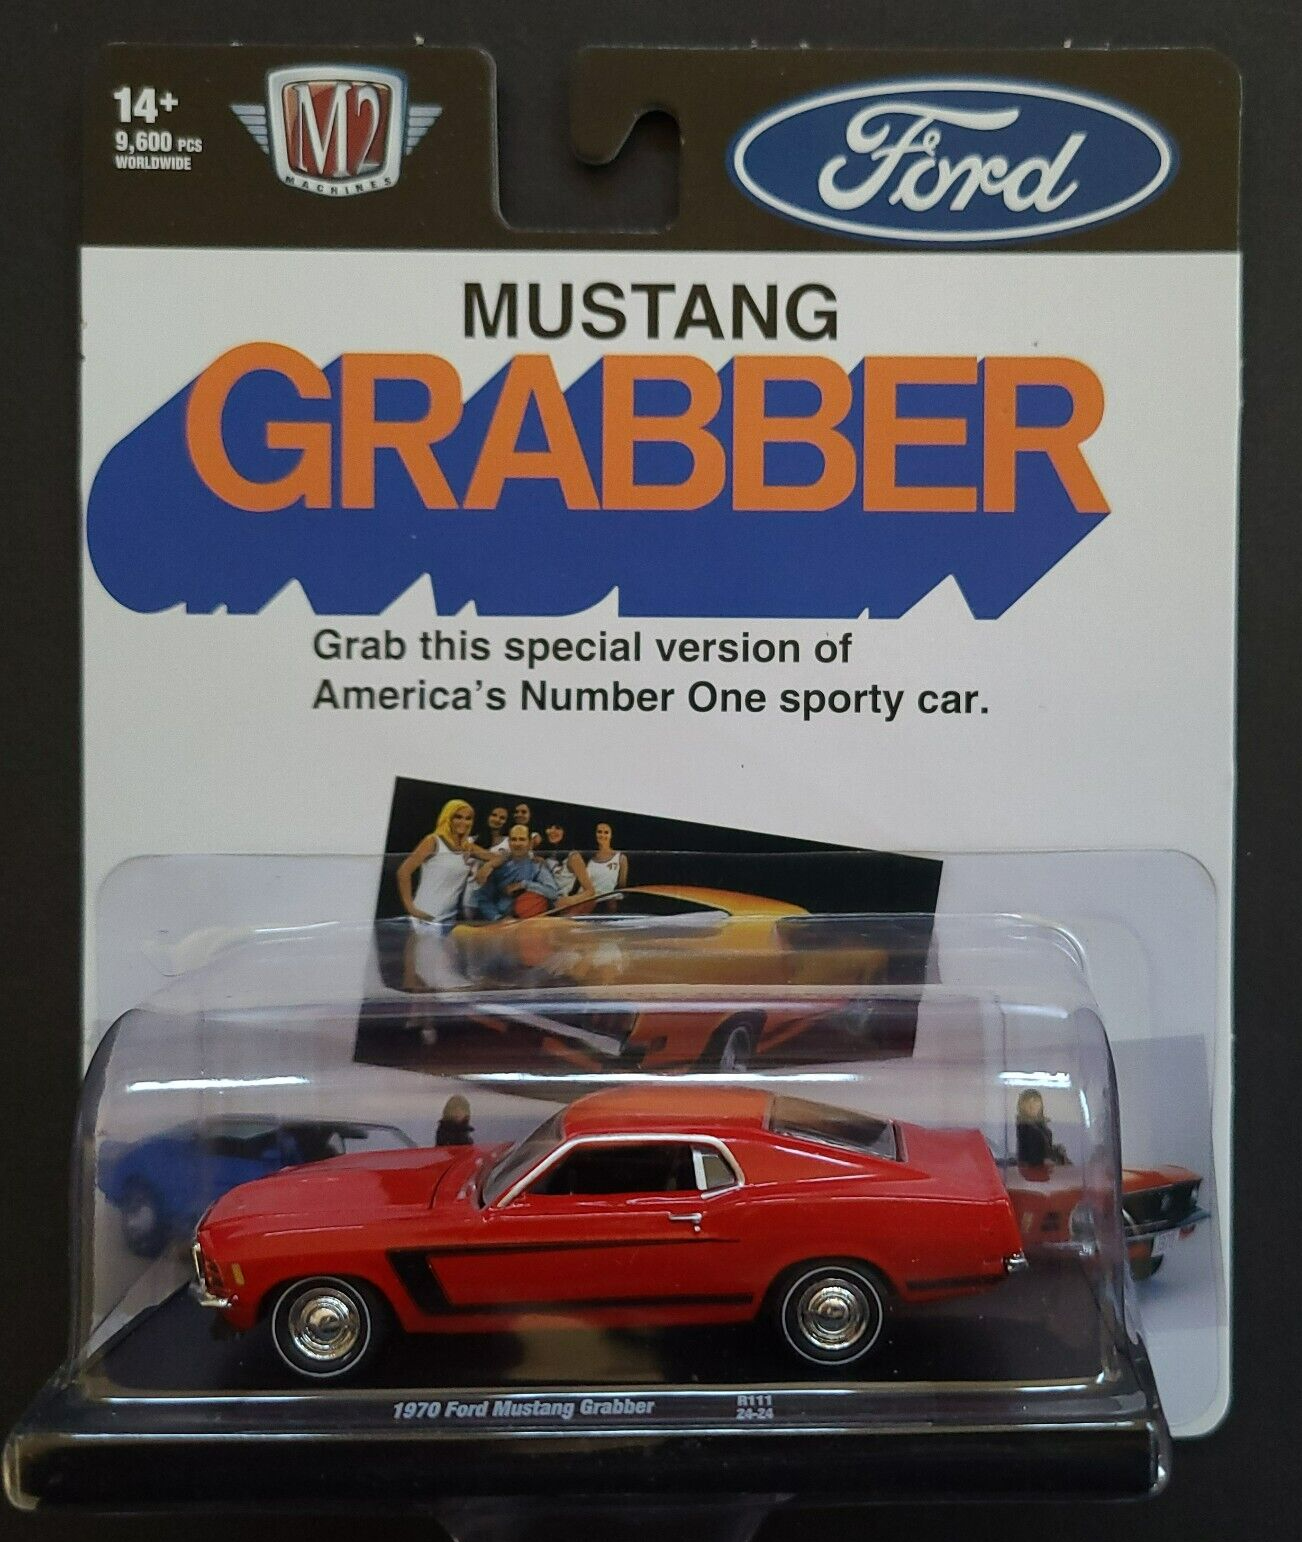 14+
9,600 PCS
WORLDWIDE
M2
MACHINES
Ford
MUSTANG
GRABBER
Grab this special version of
America's Number One sporty car.
1970 Ford Mustang Grabber
R111
24-24